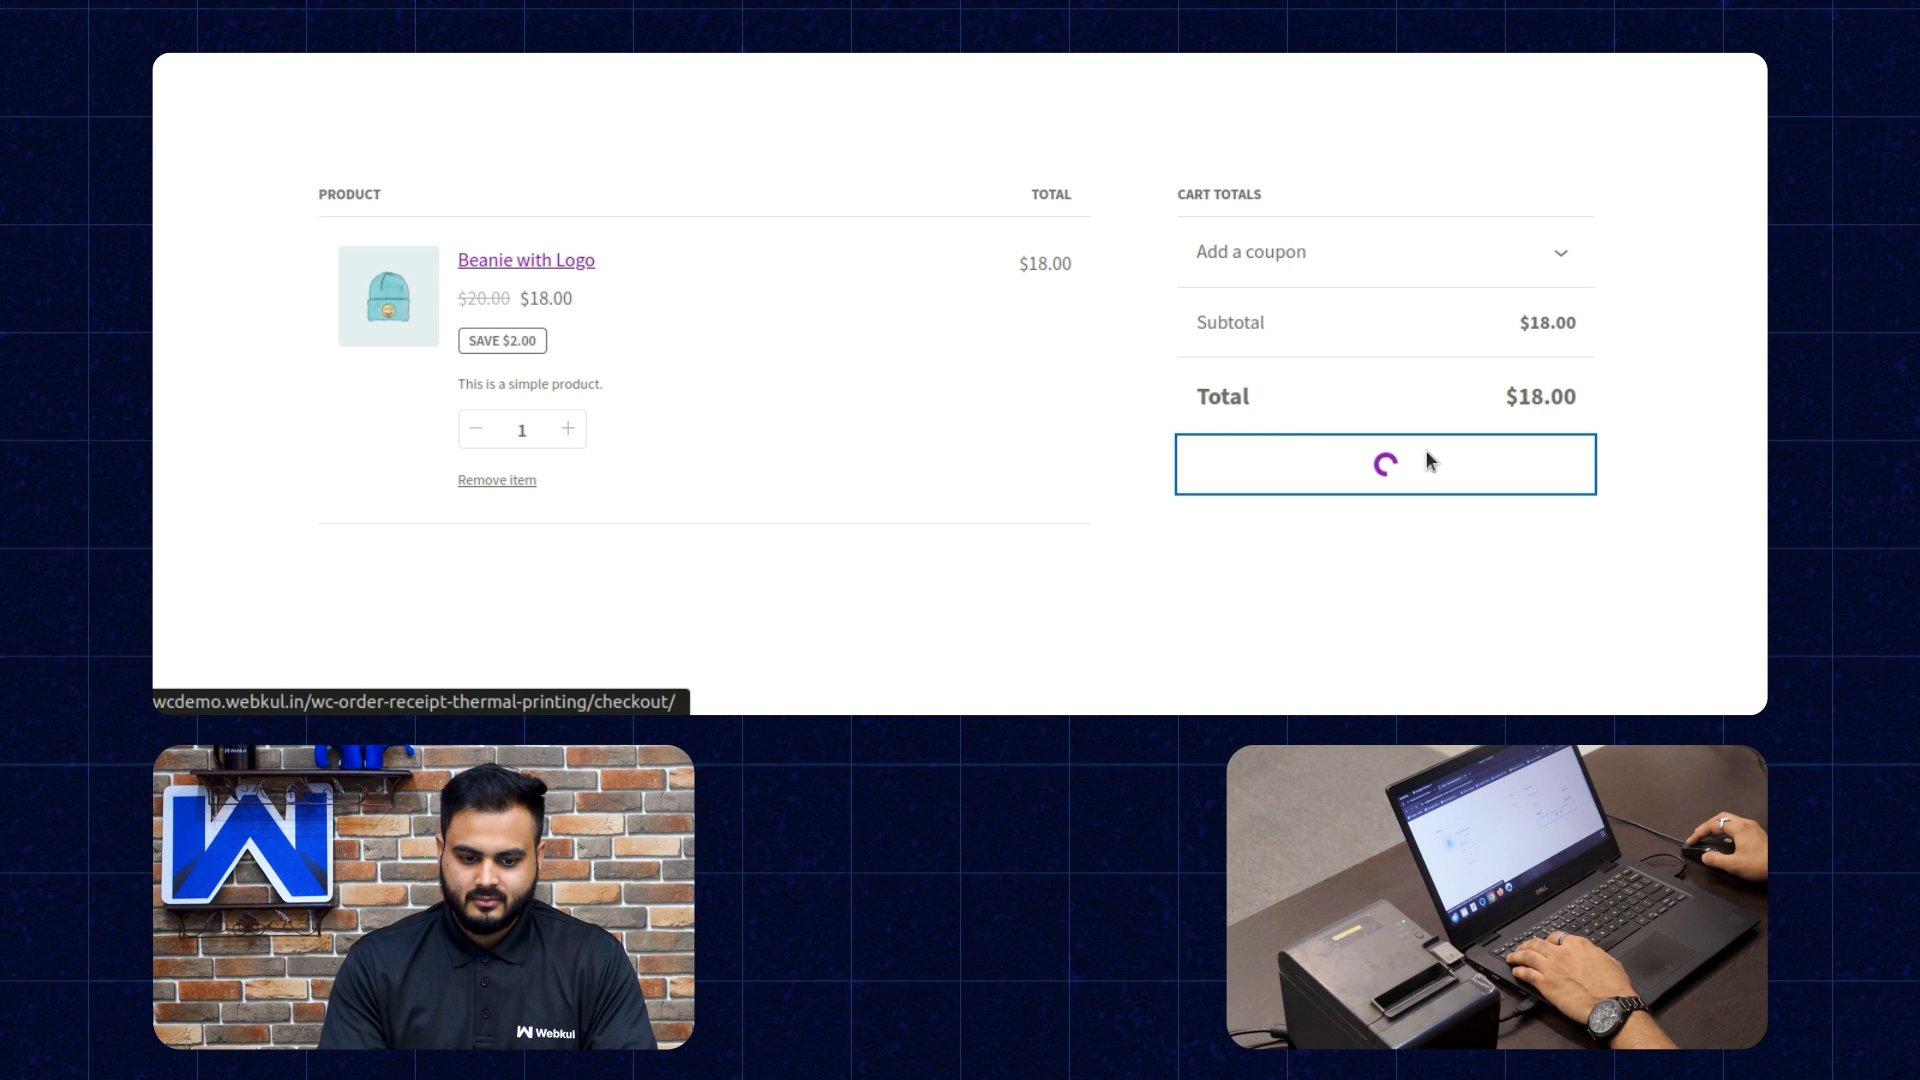 PRODUCT
TOTAL
Beanie with Logo
$20.00 $18.00
$18.00
SAVE $2.00
This is a simple product.
1
Remove item
CART TOTALS
Add a coupon
Subtotal $18.00
Total $18.00
wcdemo.webkul.in/wc-order-receipt-thermal-printing/checkout/
W
Webkul
DELL